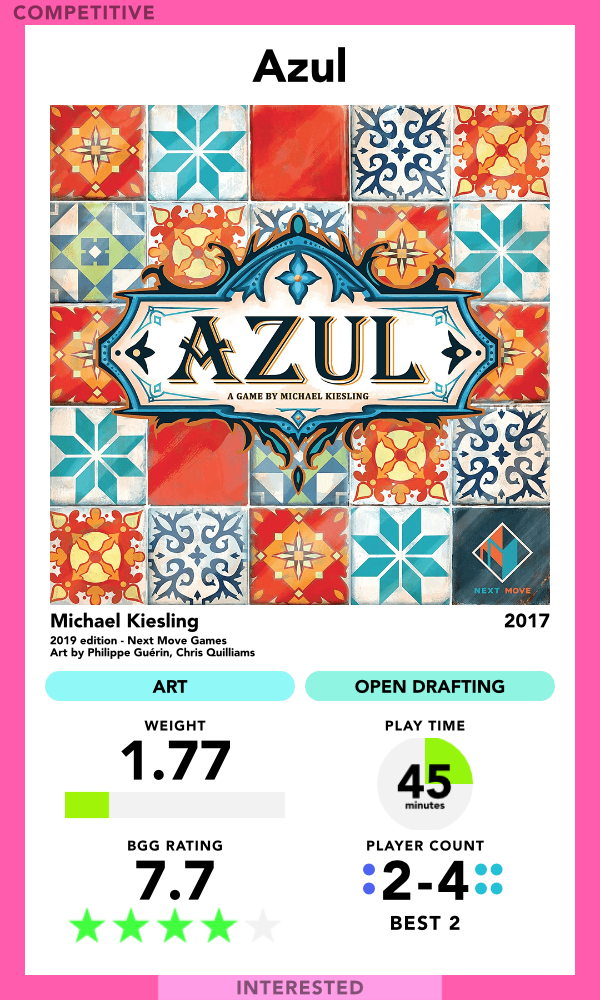 COMPETITIVE
Azul
AZUL
A GAME BY MICHAEL KIESLING
NEXT MOVE
Michael Kiesling 2017
2019 edition - Next Move Games
Art by Philippe Guérin, Chris Quilliams
ART OPEN DRAFTING
WEIGHT PLAY TIME
1.77 45
minutes
BGG RATING PLAYER COUNT
7.7 2-4
BEST 2
INTERESTED